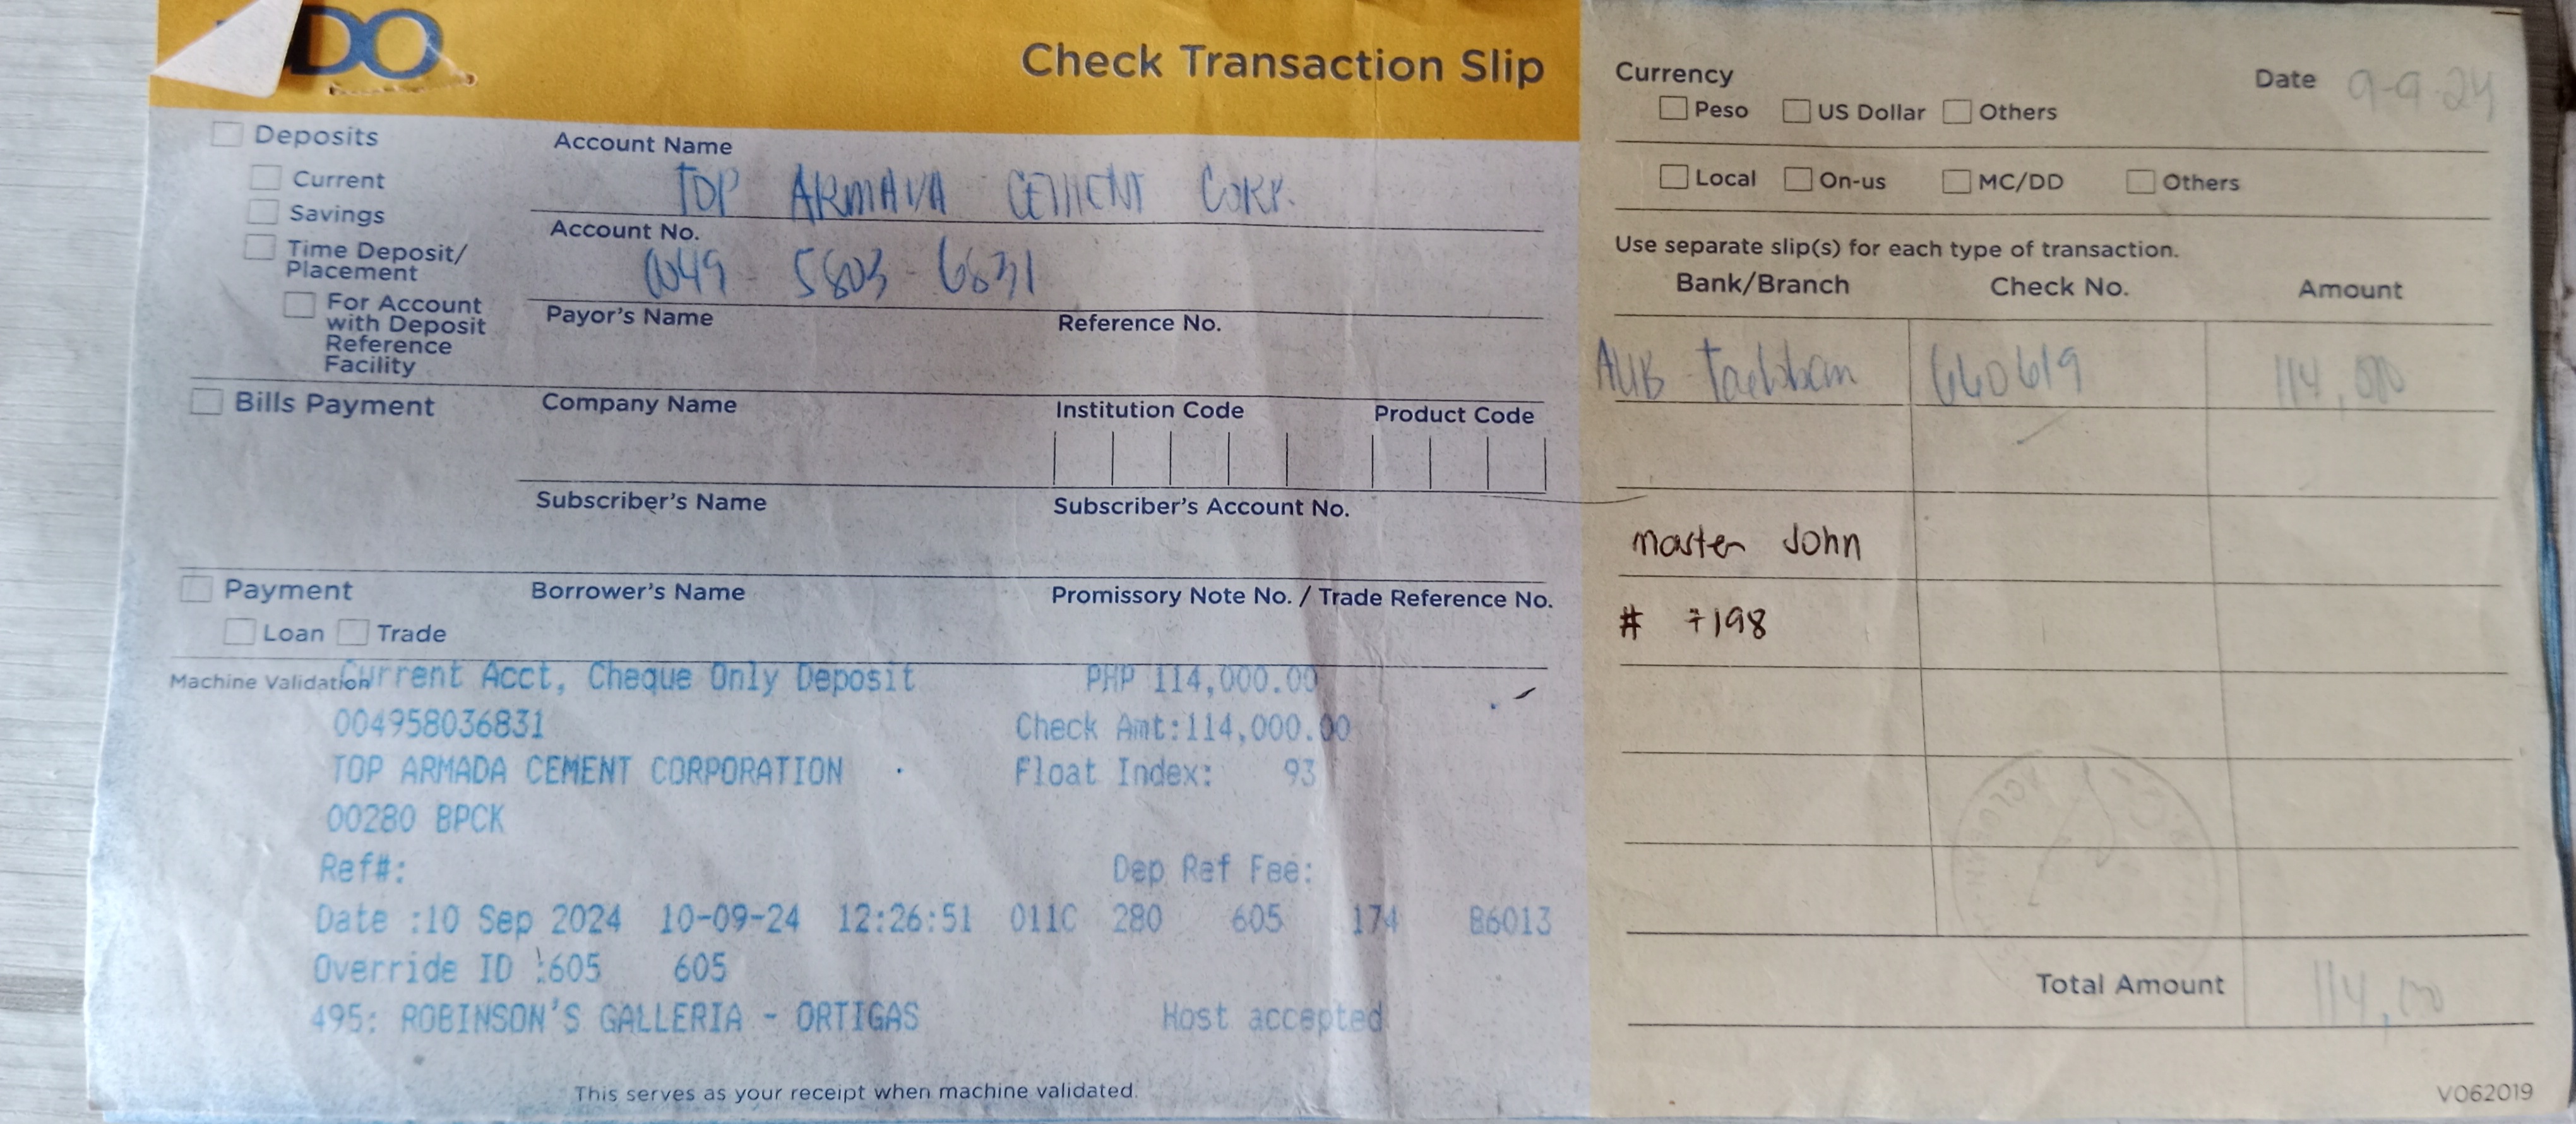 DO
Check Transaction Slip
Deposits
Current
Savings
Time Deposit/
Placement
For Account
with Deposit
Reference
Facility
Account Name
TOP ARMADA CEMENT CORP.
Account No.
0049 - 5803 - 6831
Payor's Name Reference No.
Bills Payment
Company Name Institution Code Product Code
Subscriber's Name Subscriber's Account No.
Payment
Loan Trade
Borrower's Name Promissory Note No. / Trade Reference No.
Machine Validation
Current Acct, Cheque Only Deposit PHP 114,000.00
004958036831 Check Amt:114,000.00
TOP ARMADA CEMENT CORPORATION Float Index: 93
00280 BPCK
Ref#: Dep Ref Fee:
Date :10 Sep 2024 10-09-24 12:26:51 011C 280 605 174 B6013
Override ID :605 605
495: ROBINSON'S GALLERIA - ORTIGAS Host accepted
This serves as your receipt when machine validated.
Currency Date 9-9-24
Peso US Dollar Others
Local On-us MC/DD Others
Use separate slip(s) for each type of transaction.
Bank/Branch Check No. Amount
AUB - Tacloban 660619 114,000
master John
# 7198
Total Amount 114,000
VO62019